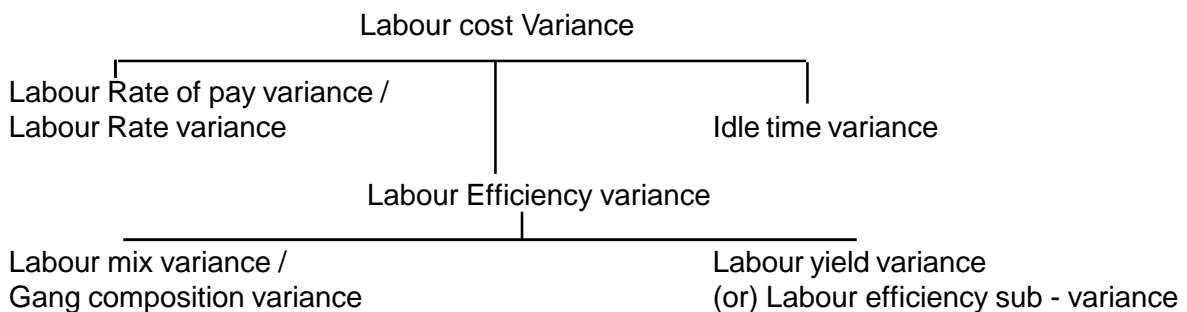 Labour cost Variance
Labour Rate of pay variance /
Labour Rate variance
Idle time variance
Labour Efficiency variance
Labour mix variance /
Gang composition variance
Labour yield variance
(or) Labour efficiency sub - variance